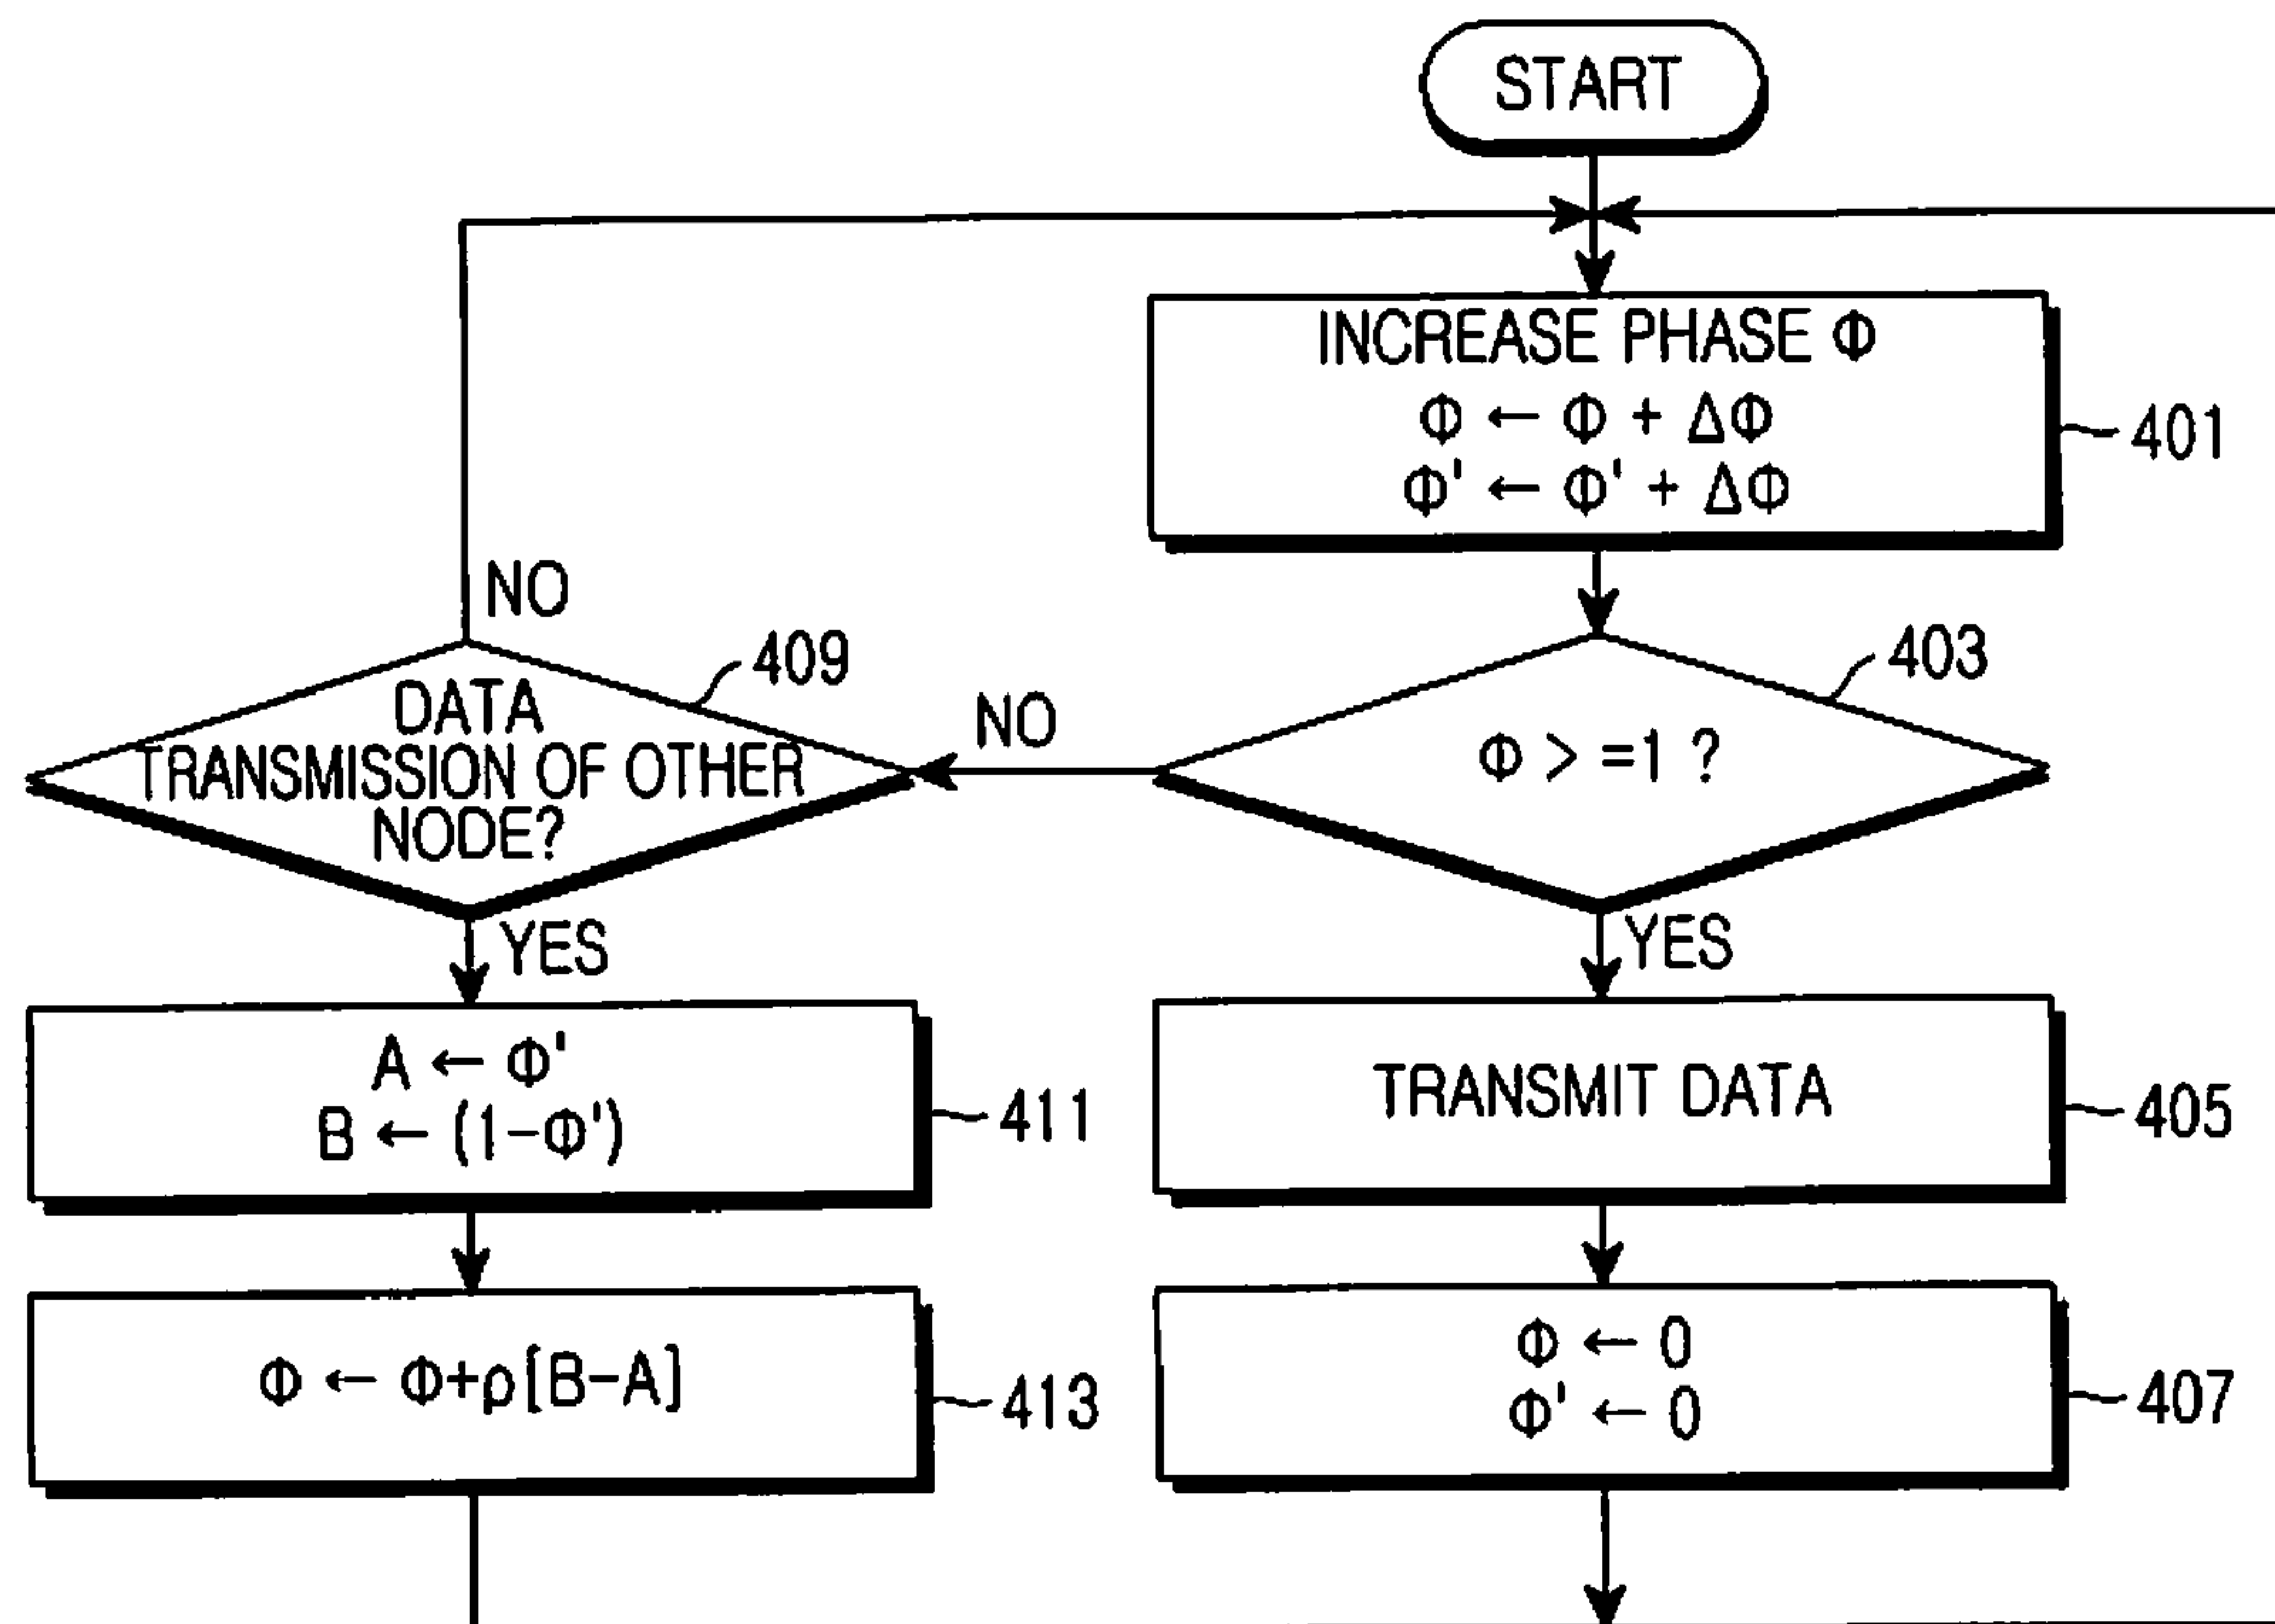 START
INCREASE PHASE Φ
Φ ← Φ + ΔΦ
Φ' ← Φ' + ΔΦ
401
403
Φ > =1 ?
NO
YES
409
DATA
TRANSMISSION OF OTHER
NODE?
NO
YES
A ← Φ'
B ← (1-Φ')
411
TRANSMIT DATA
405
Φ ← Φ+ρ[B-A]
413
Φ ← 0
Φ' ← 0
407